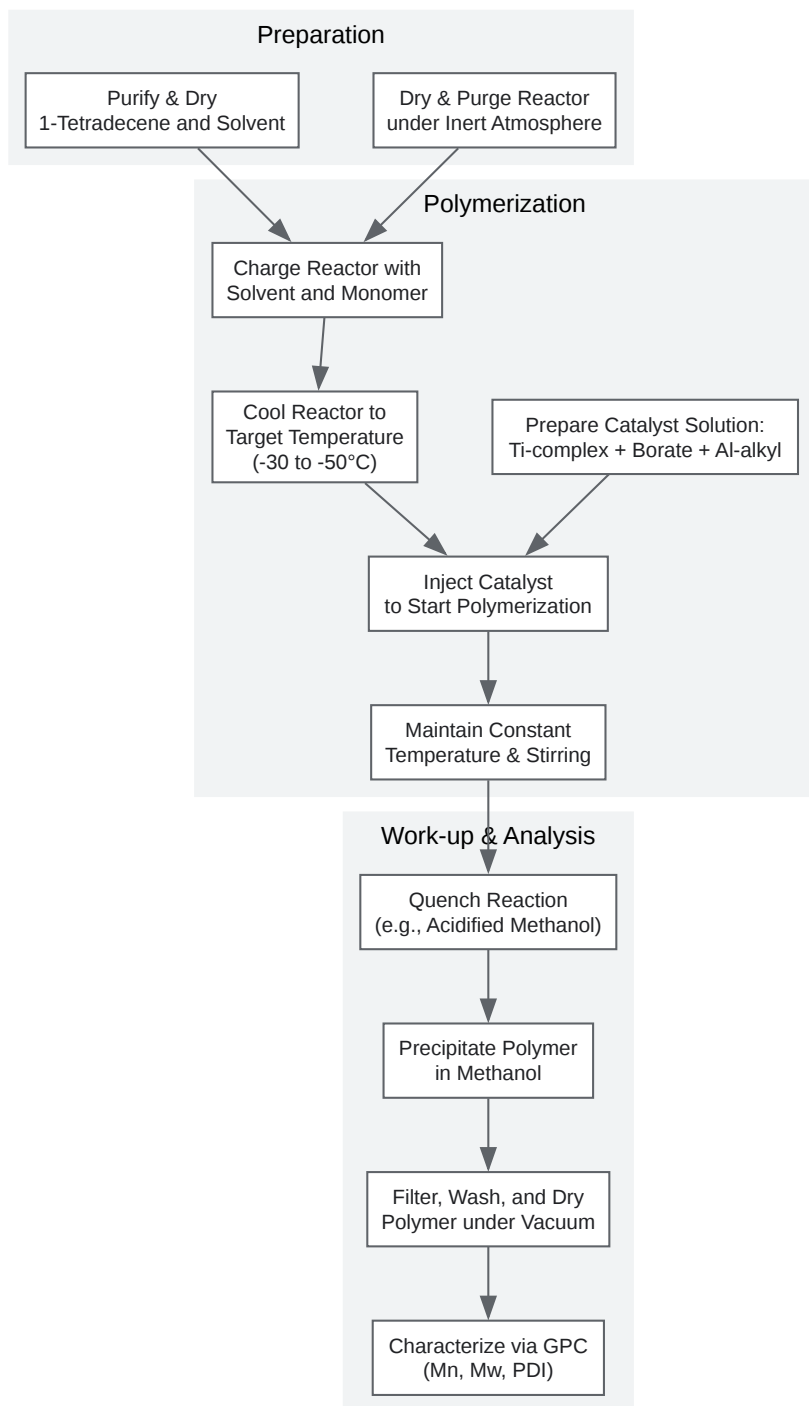 Preparation
Purify & Dry
1-Tetradecene and Solvent
Dry & Purge Reactor
under Inert Atmosphere
Polymerization
Charge Reactor with
Solvent and Monomer
Cool Reactor to
Target Temperature
(-30 to -50°C)
Prepare Catalyst Solution:
Ti-complex + Borate + Al-alkyl
Inject Catalyst
to Start Polymerization
Maintain Constant
Temperature & Stirring
Work-up & Analysis
Quench Reaction
(e.g., Acidified Methanol)
Precipitate Polymer
in Methanol
Filter, Wash, and Dry
Polymer under Vacuum
Characterize via GPC
(Mn, Mw, PDI)